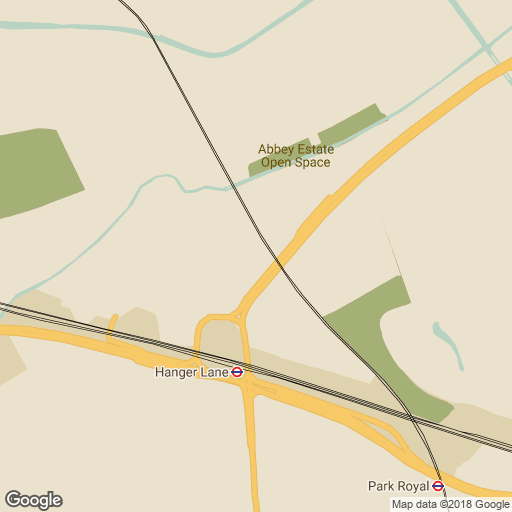 Abbey Estate
Open Space
Hanger Lane
Park Royal
Google
Map data ©2018 Google